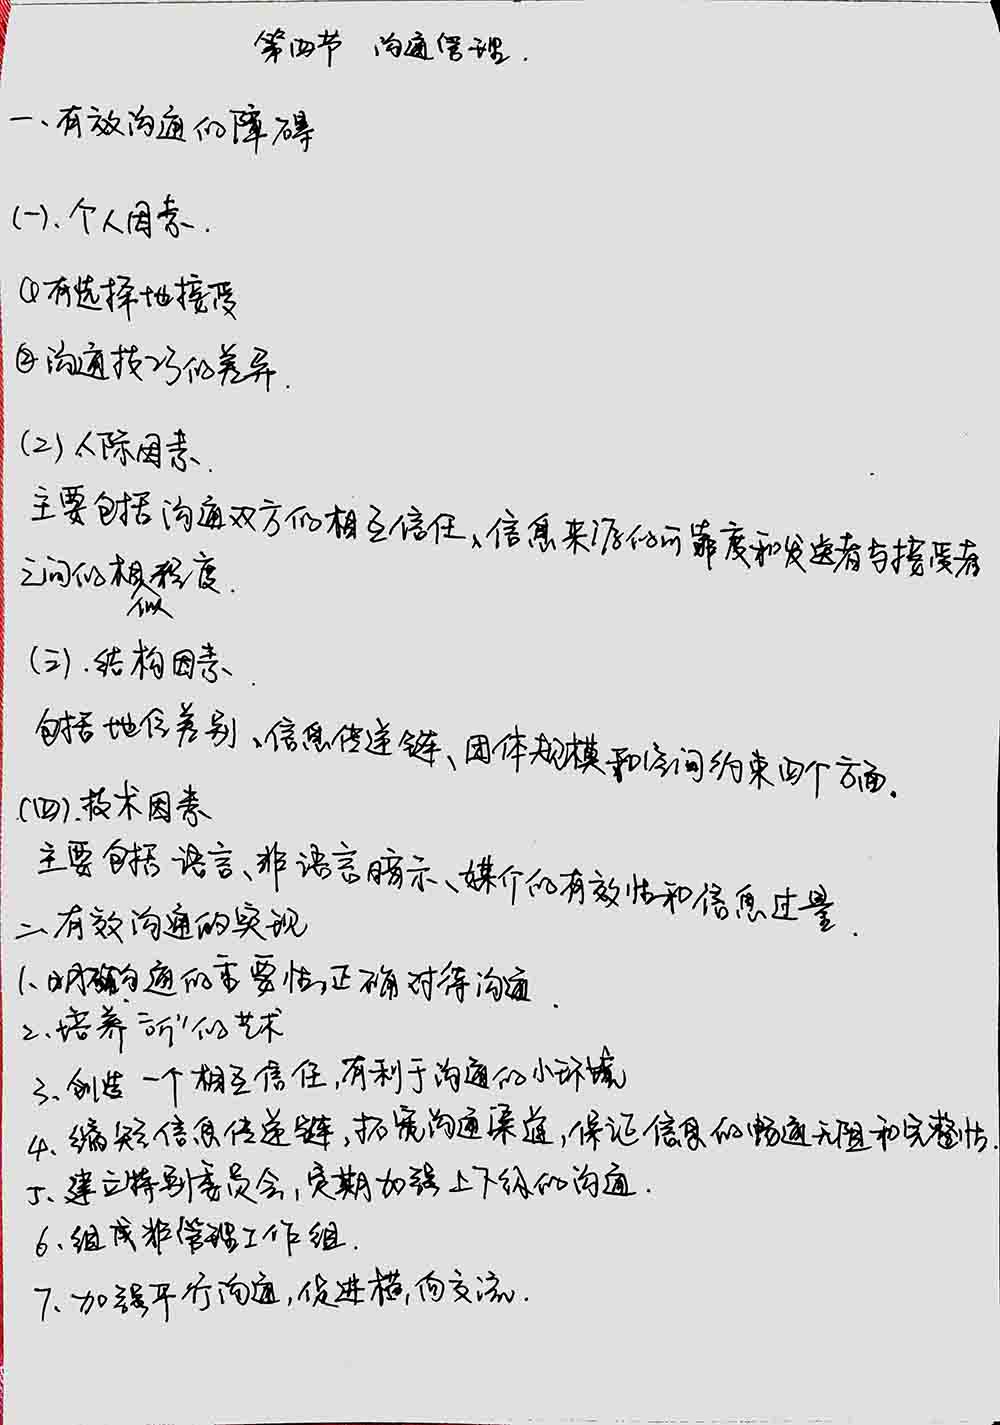 第四节 沟通管理.
一、有效沟通的障碍
(一)、个人因素.
①有选择地接受
②沟通技巧的差异.
(2)人际因素.
主要包括沟通双方的相互信任、信息来源的可靠度和发送者与接受者
之间的相似程度.
(三).结构因素.
包括地位差别、信息传递链、团体规模和空间约束四个方面。
(四).技术因素
主要包括语言、非语言暗示、媒介的有效性和信息过量.
二、有效沟通的实现
1、明确沟通的重要性,正确对待沟通.
2、培养“听”的艺术
3、创造一个相互信任,有利于沟通的小环境
4、缩短信息传递链,拓宽沟通渠道,保证信息的畅通无阻和完整性.
5、建立特别委员会,定期加强上下级的沟通.
6、组成非管理工作组.
7、加强平行沟通,促进横向交流.